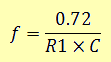 f = 0.72 / R1 × C